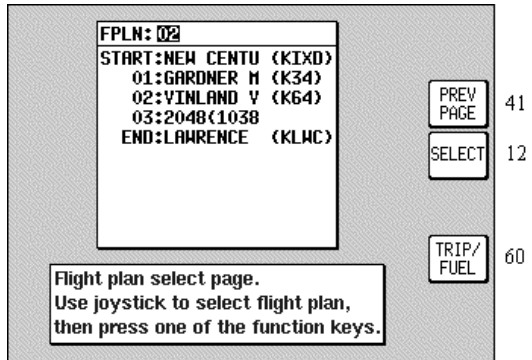 FPLN: 02
START:NEW CENTU (KIXD)
01:GARDNER M (K34)
02:VINLAND V (K64)
03:2048(1038
END:LAWRENCE (KLWC)
PREV
PAGE
41
SELECT
12
TRIP/
FUEL
60
Flight plan select page.
Use joystick to select flight plan,
then press one of the function keys.